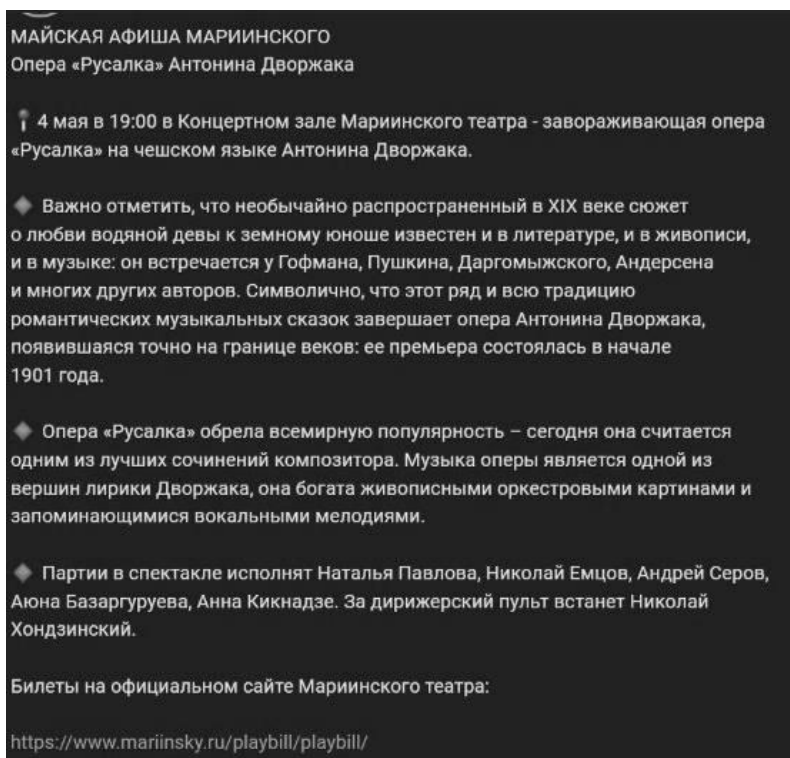 МАЙСКАЯ АФИША МАРИИНСКОГО
Опера «Русалка» Антонина Дворжака
4 мая в 19:00 в Концертном зале Мариинского театра - завораживающая опера
«Русалка» на чешском языке Антонина Дворжака.
Важно отметить, что необычайно распространенный в XIX веке сюжет
о любви водяной девы к земному юноше известен и в литературе, и в живописи,
и в музыке: он встречается у Гофмана, Пушкина, Даргомыжского, Андерсена
и многих других авторов. Символично, что этот ряд и всю традицию
романтических музыкальных сказок завершает опера Антонина Дворжака,
появившаяся точно на границе веков: ее премьера состоялась в начале
1901 года.
Опера «Русалка» обрела всемирную популярность – сегодня она считается
одним из лучших сочинений композитора. Музыка оперы является одной из
вершин лирики Дворжака, она богата живописными оркестровыми картинами и
запоминающимися вокальными мелодиями.
Партии в спектакле исполнят Наталья Павлова, Николай Емцов, Андрей Серов,
Аюна Базаргуруева, Анна Кикнадзе. За дирижерский пульт встанет Николай
Хондзинский.
Билеты на официальном сайте Мариинского театра:
https://www.mariinsky.ru/playbill/playbill/